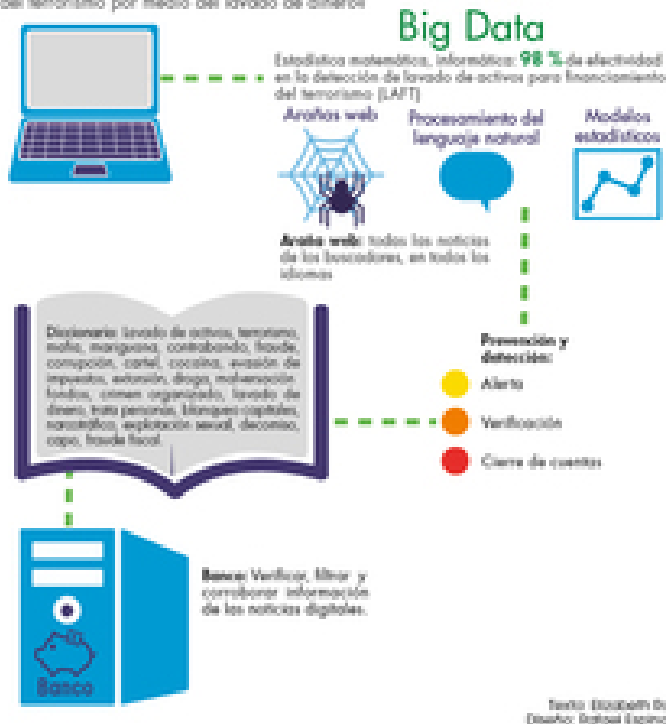 del terrorismo por medio del lavado de dinero»
Big Data
Estadística matemática, informática: 98 % de efectividad
en la detección de lavado de activos para financiamiento
del terrorismo (LAFT)
Arañas web
Procesamiento del
lenguaje natural
Modelos
estadísticos
Araña web: todas las noticias
de los buscadores, en todos los
idiomas
Diccionario: Lavado de activos, terrorismo,
mafia, mariguana, contrabando, fraude,
corrupción, cartel, cocaína, evasión de
impuestos, extorsión, droga, malversación
fondos, crimen organizado, lavado de
dinero, trata personas, blanqueo capitales,
narcotráfico, explotación sexual, decomiso,
capo, fraude fiscal.
Prevención y
detección:
Alerta
Verificación
Cierre de cuentas
Banco: Verificar, filtrar y
corroborar información
de las noticias digitales.
Banco
Texto: Elizabeth
Diseño: Rafael